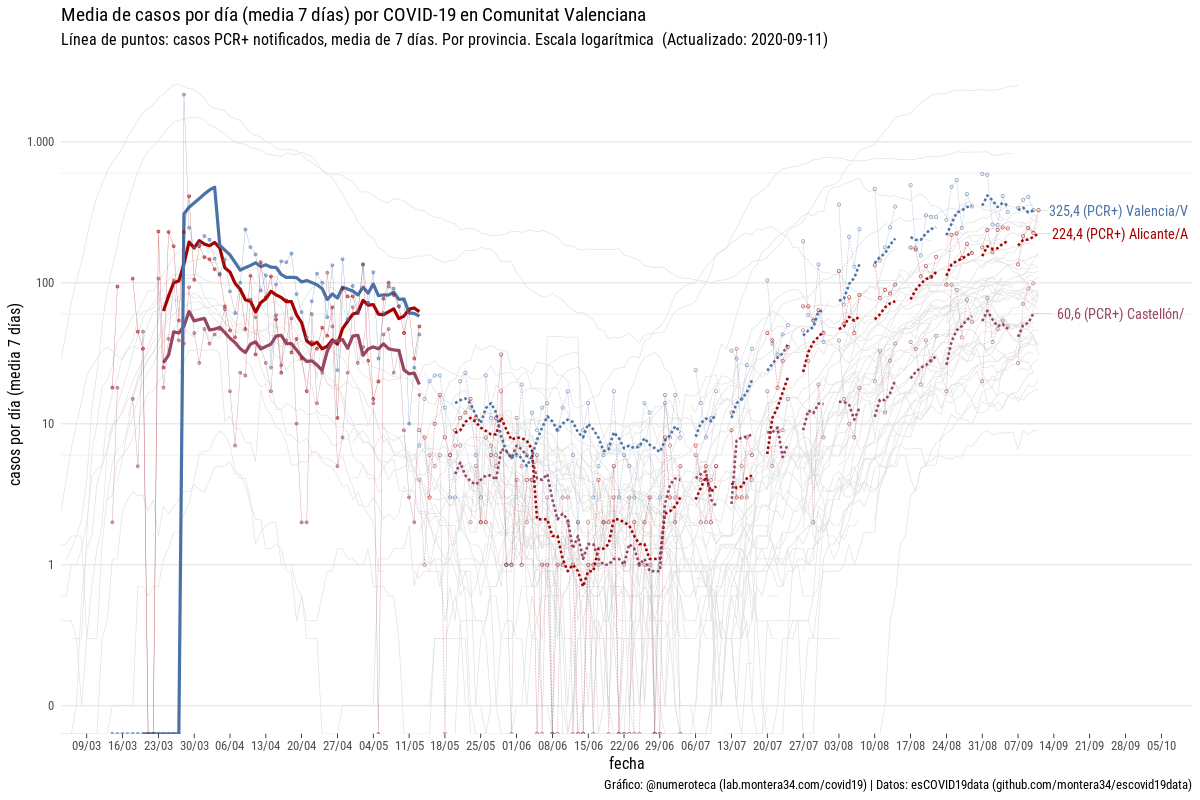 Media de casos por día (media 7 días) por COVID-19 en Comunitat Valenciana
Línea de puntos: casos PCR+ notificados, media de 7 días. Por provincia. Escala logarítmica  (Actualizado: 2020-09-11)
casos por día (media 7 días)
1.000
100
10
1
0
325,4 (PCR+) Valencia/V
224,4 (PCR+) Alicante/A
60,6 (PCR+) Castellón/
09/03 16/03 23/03 30/03 06/04 13/04 20/04 27/04 04/05 11/05 18/05 25/05 01/06 08/06 15/06 22/06 29/06 06/07 13/07 20/07 27/07 03/08 10/08 17/08 24/08 31/08 07/09 14/09 21/09 28/09 05/10
fecha
Gráfico: @numeroteca (lab.montera34.com/covid19) | Datos: esCOVID19data (github.com/montera34/escovid19data)